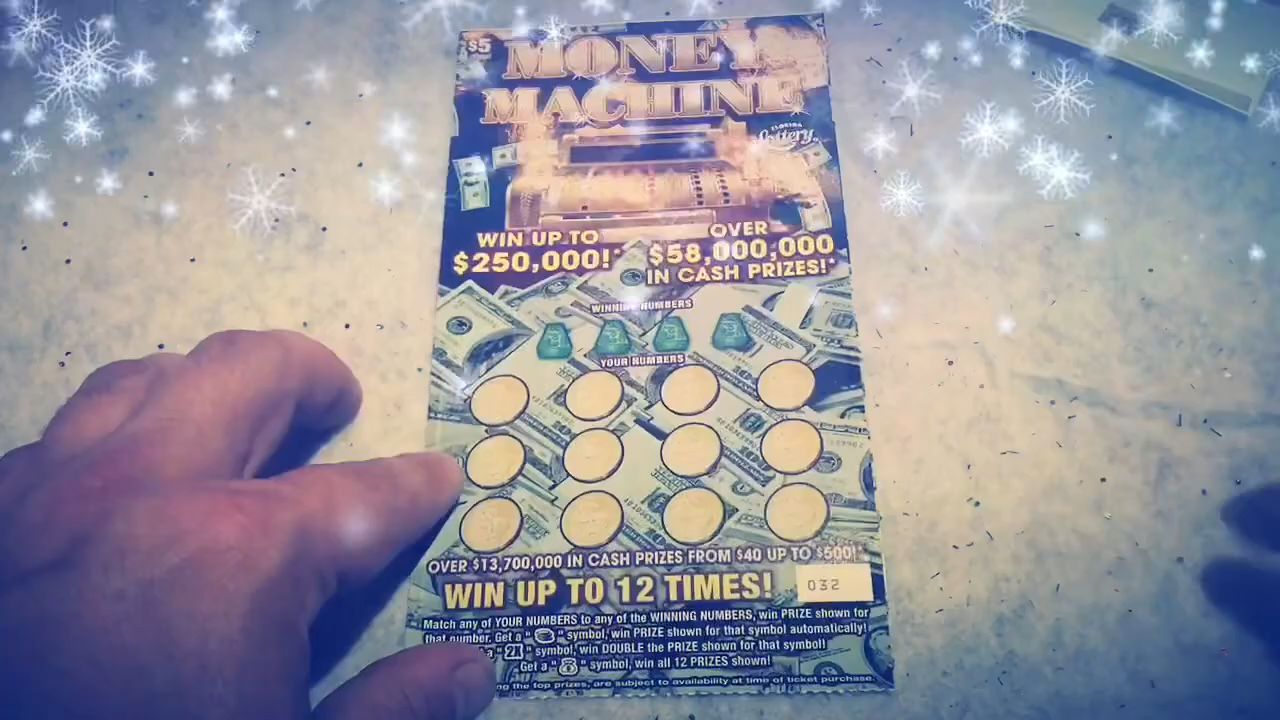 $5
MONEY
MACHINE
FLORIDA
Lottery
WIN UP TO
$250,000!*
OVER
$58,000,000
IN CASH PRIZES!*
WINNING NUMBERS
YOUR NUMBERS
OVER $13,700,000 IN CASH PRIZES FROM $40 UP TO $500!*
WIN UP TO 12 TIMES!
032
Match any of YOUR NUMBERS to any of the WINNING NUMBERS, win PRIZE shown for
that number. Get a " " symbol, win PRIZE shown for that symbol automatically!
a "2X" symbol, win DOUBLE the PRIZE shown for that symbol!
Get a " " symbol, win all 12 PRIZES shown!
the top prizes, are subject to availability at time of ticket purchase.